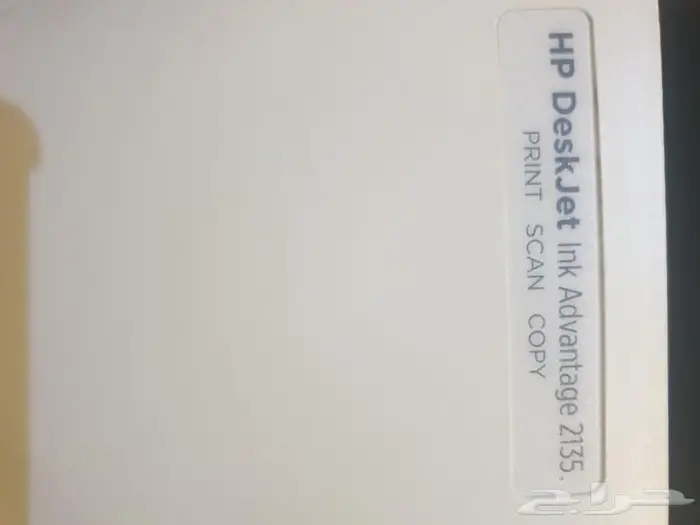 HP DeskJet Ink Advantage 2135.
PRINT SCAN COPY
حراج